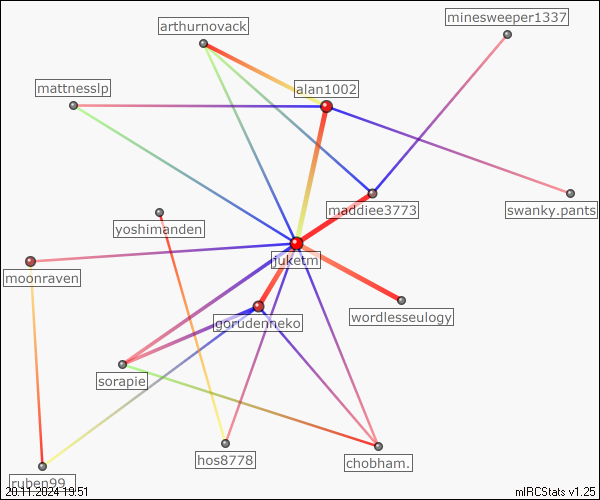 minesweeper1337
arthurnovack
mattnesslp
alan1002
maddiee3773
swanky.pants
yoshimanden
juketm
moonraven
wordlesseulogy
gorudenneko
sorapie
hos8778
chobham.
ruben99_
20.11.2024 19:51
mIRCStats v1.25